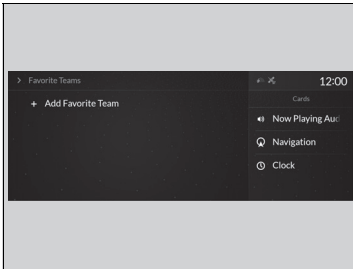 Favorite Teams
12:00
+ Add Favorite Team
Cards
Now Playing Aud
Navigation
Clock